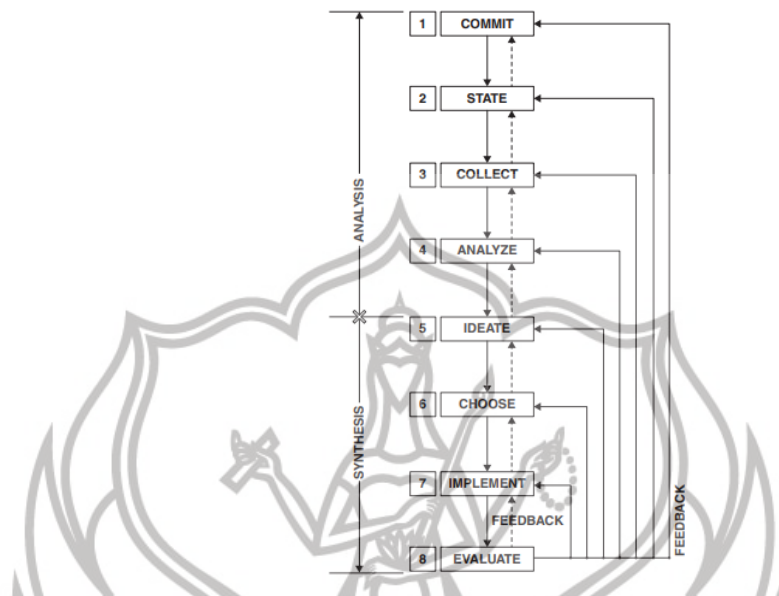 1 COMMIT
2 STATE
3 COLLECT
ANALYSIS
4 ANALYZE
5 IDEATE
6 CHOOSE
SYNTHESIS
7 IMPLEMENT
FEEDBACK
FEEDBACK
8 EVALUATE